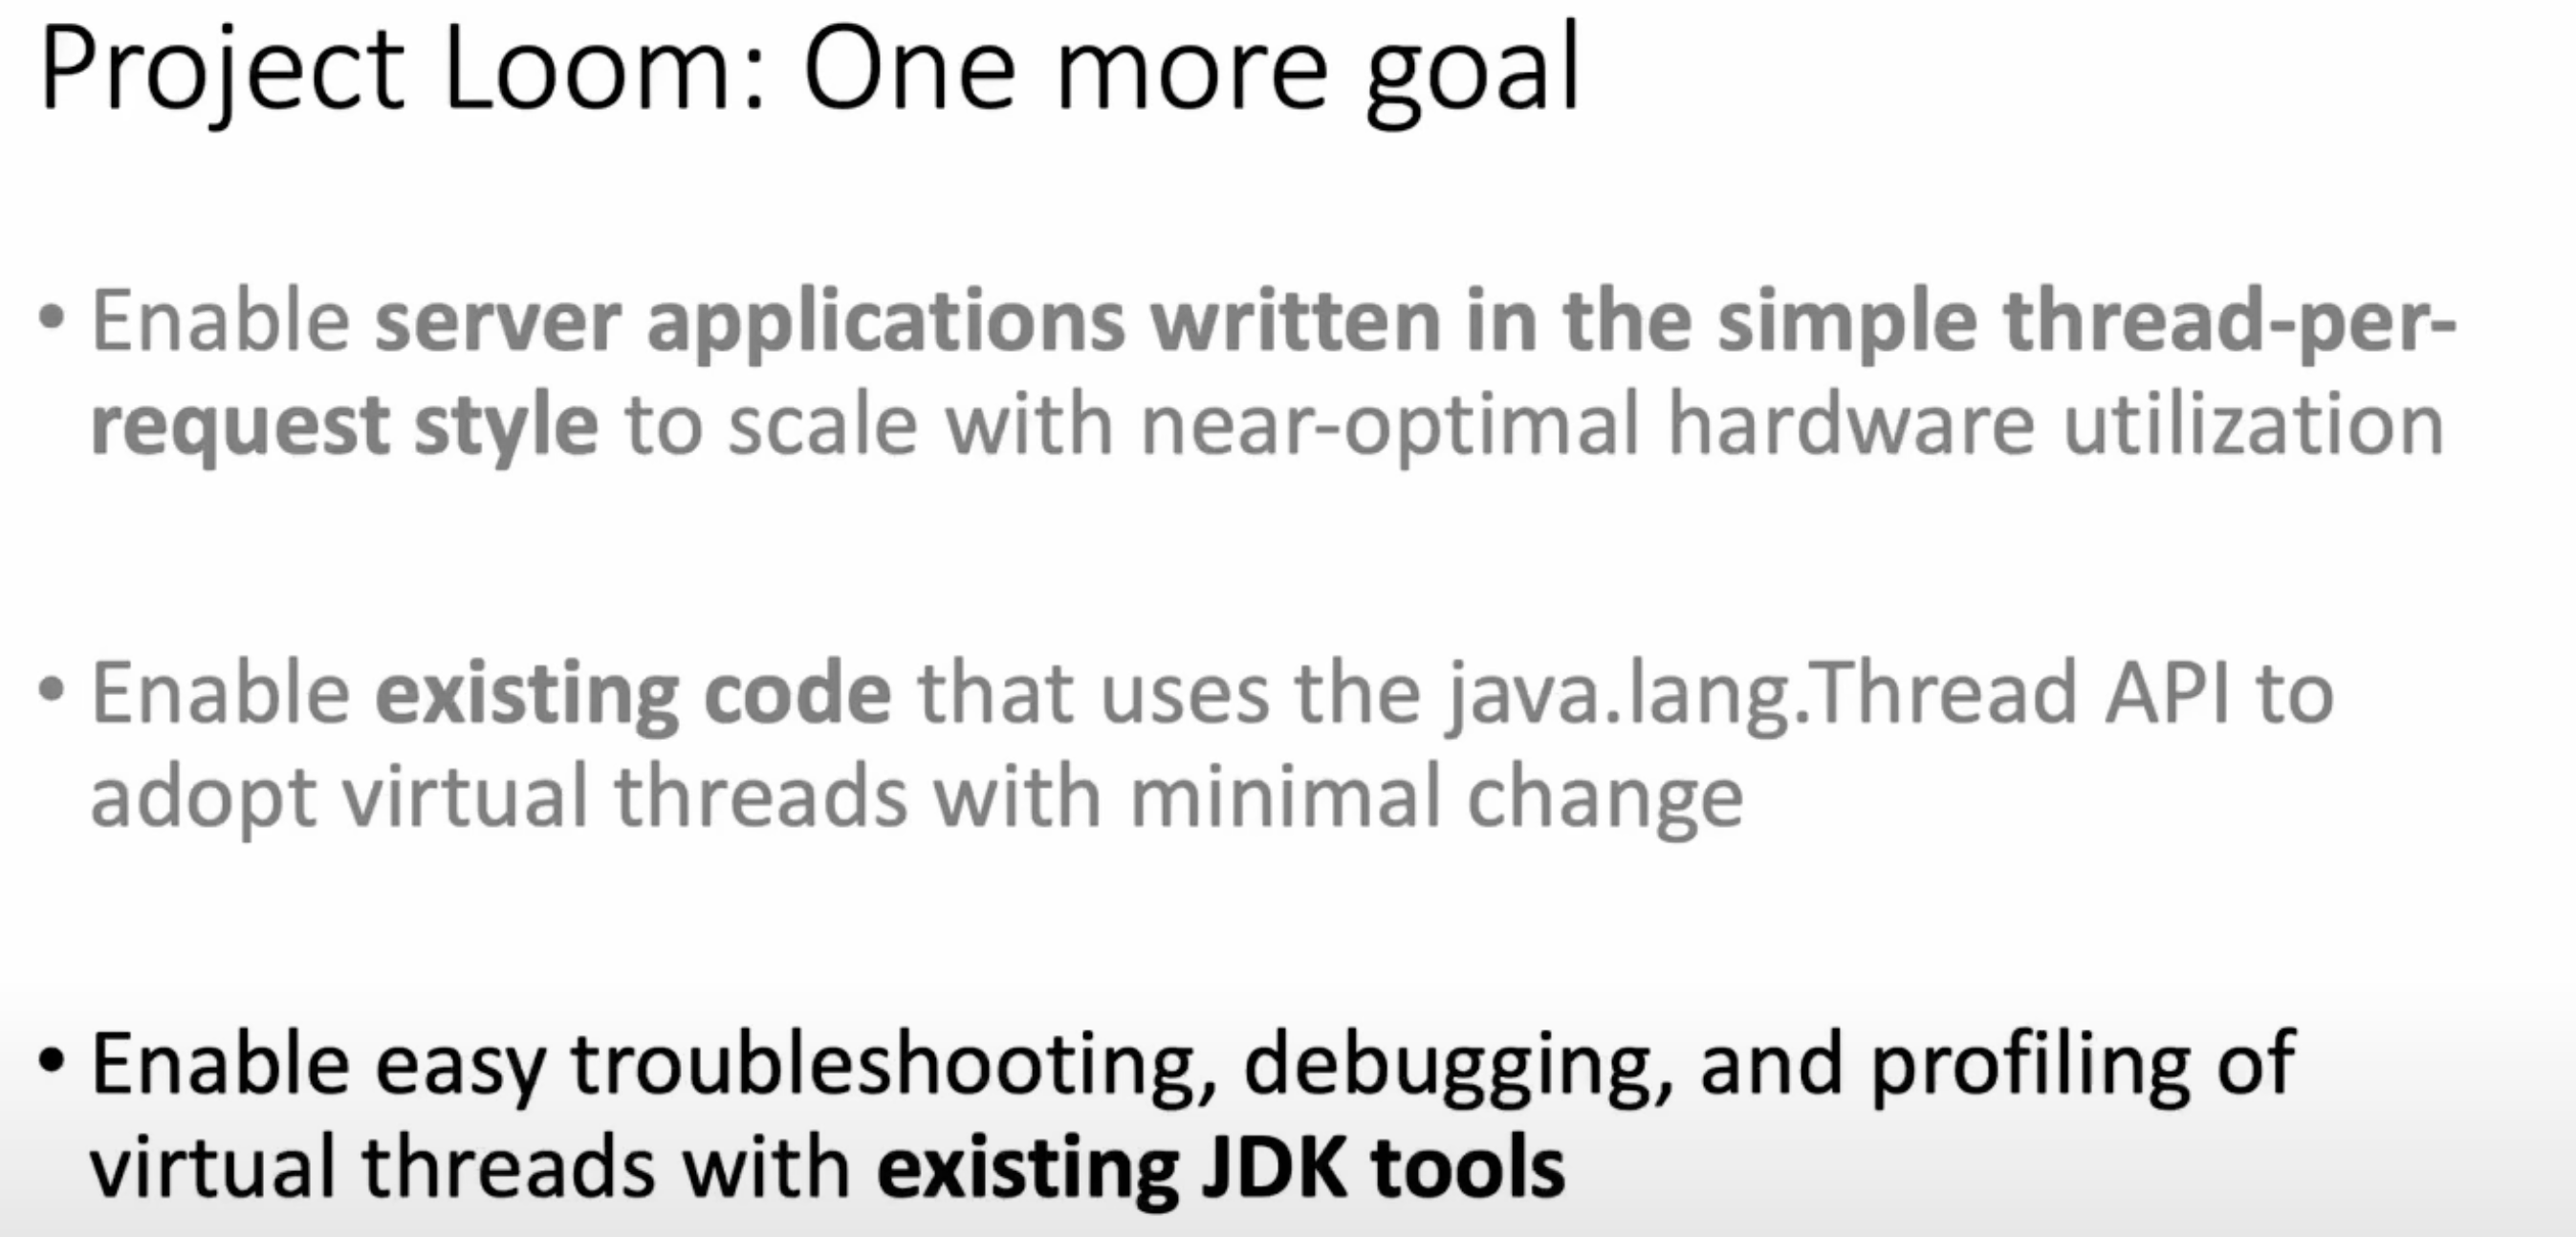 Project Loom: One more goal
• Enable server applications written in the simple thread-per-
request style to scale with near-optimal hardware utilization
• Enable existing code that uses the java.lang.Thread API to
adopt virtual threads with minimal change
• Enable easy troubleshooting, debugging, and profiling of
virtual threads with existing JDK tools